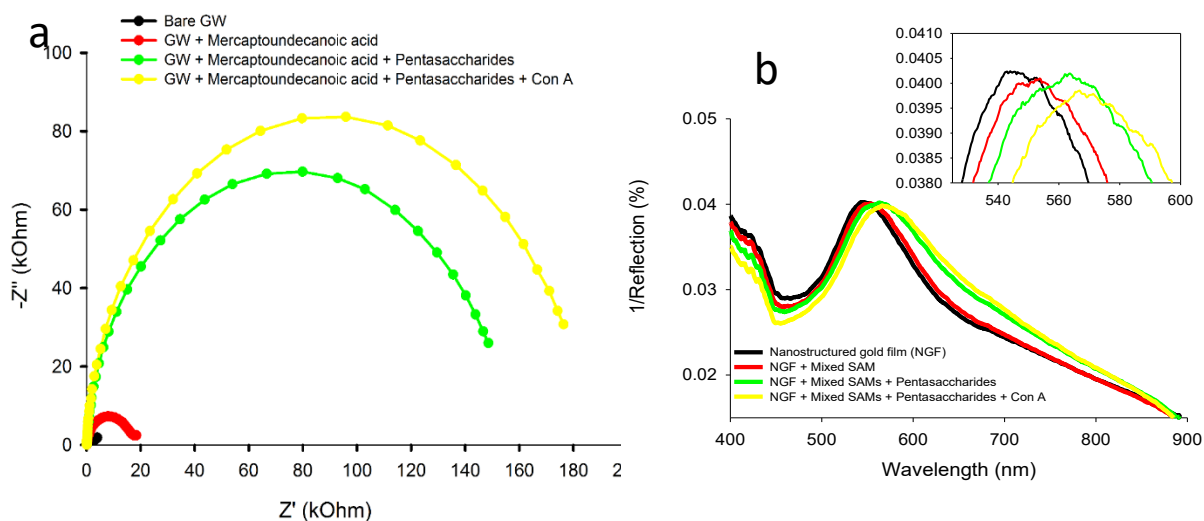 a
Bare GW
GW + Mercaptoundecanoic acid
GW + Mercaptoundecanoic acid + Pentasaccharides
GW + Mercaptoundecanoic acid + Pentasaccharides + Con A
-Z" (kOhm)
100
80
60
40
20
0
0 20 40 60 80 100 120 140 160 180 2
Z' (kOhm)
b
0.0410
0.0405
0.0400
0.0395
0.0390
0.0385
0.0380
540 560 580 600
1/Reflection (%)
0.05
0.04
0.03
0.02
Nanostructured gold film (NGF)
NGF + Mixed SAM
NGF + Mixed SAMs + Pentasaccharides
NGF + Mixed SAMs + Pentasaccharides + Con A
400 500 600 700 800 900
Wavelength (nm)